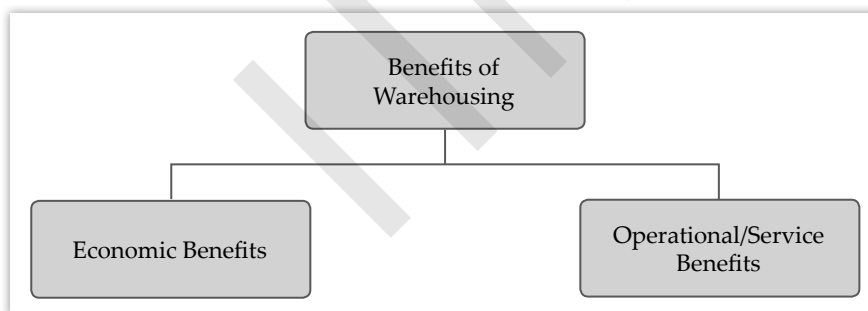 Benefits of
Warehousing
Economic Benefits
Operational/Service
Benefits